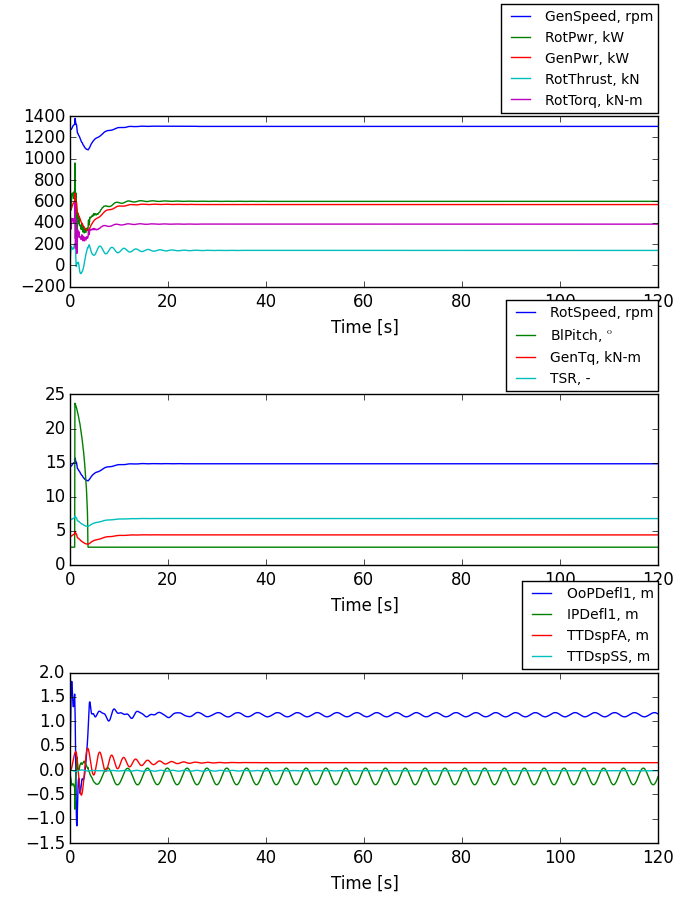 GenSpeed, rpm
RotPwr, kW
GenPwr, kW
RotThrust, kN
RotTorq, kN-m
1400
1200
1000
800
600
400
200
0
−200
0 20 40 60 80 100 120
Time [s]
RotSpeed, rpm
BlPitch, °
GenTq, kN-m
TSR, -
25
20
15
10
5
0
0 20 40 60 80 100 120
Time [s]
OoPDefl1, m
IPDefl1, m
TTDspFA, m
TTDspSS, m
2.0
1.5
1.0
0.5
0.0
−0.5
−1.0
−1.5
0 20 40 60 80 100 120
Time [s]